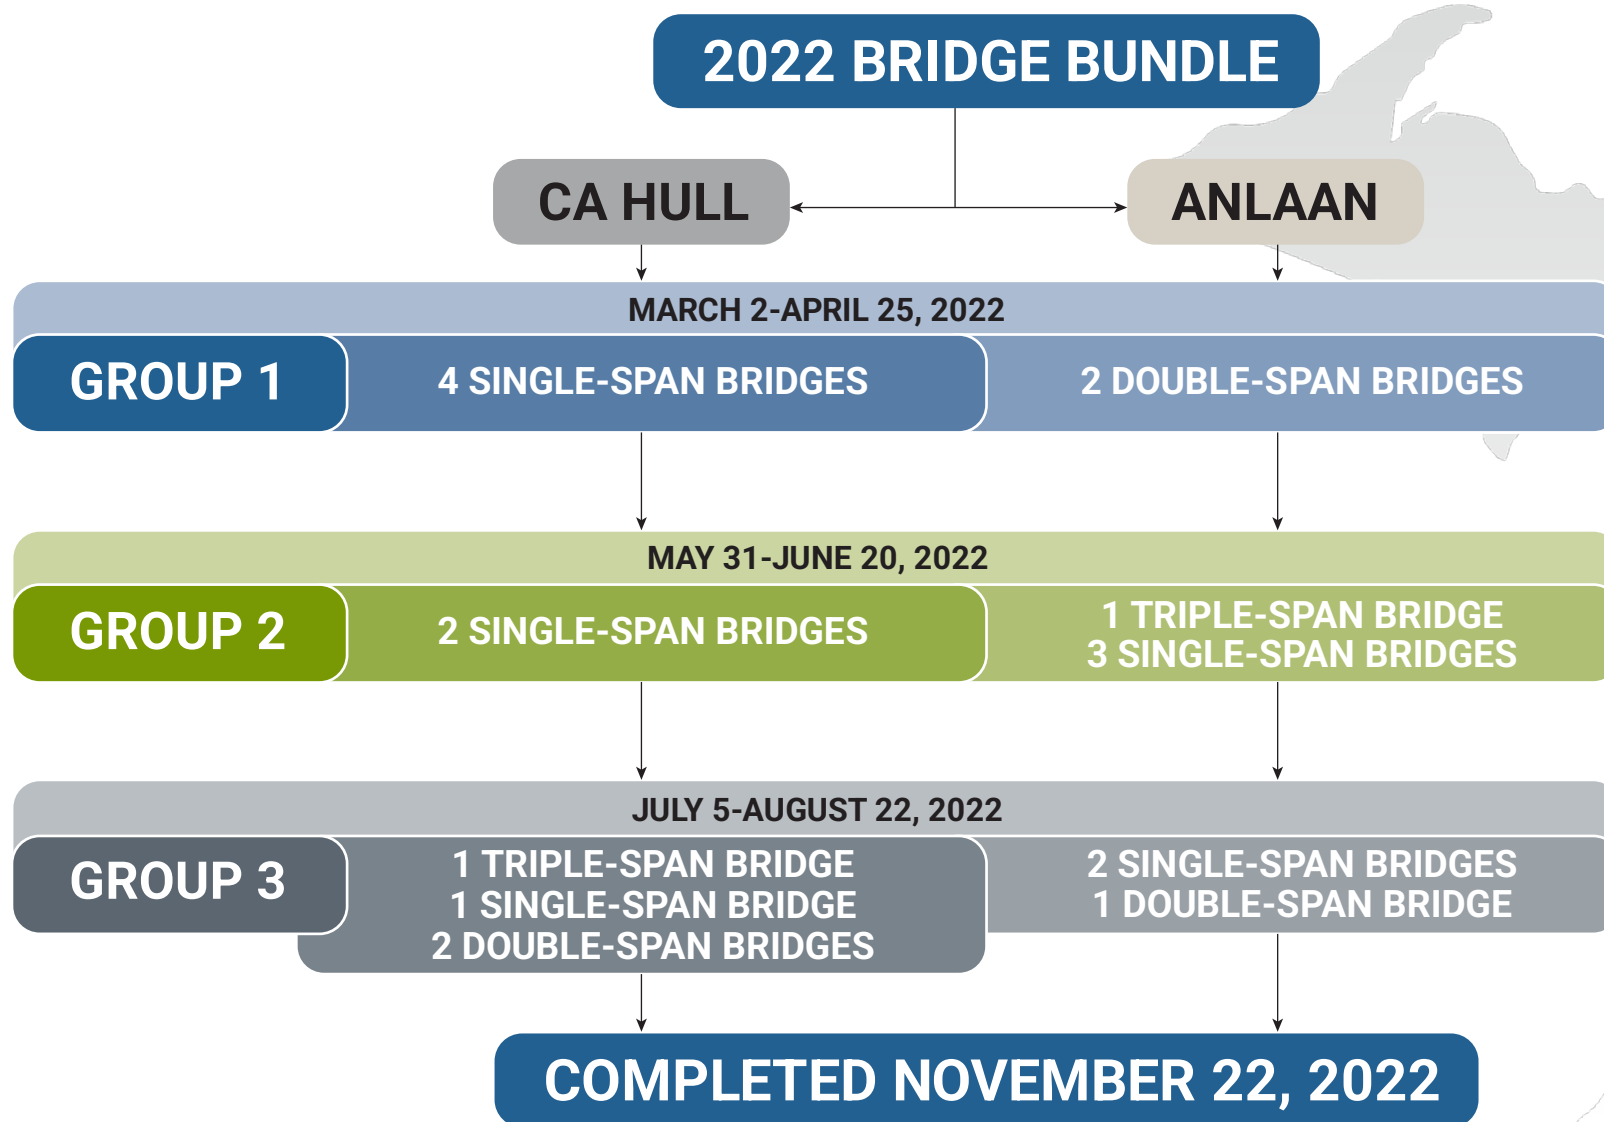 2022 BRIDGE BUNDLE
CA HULL
ANLAAN
MARCH 2-APRIL 25, 2022
GROUP 1
4 SINGLE-SPAN BRIDGES
2 DOUBLE-SPAN BRIDGES
MAY 31-JUNE 20, 2022
GROUP 2
2 SINGLE-SPAN BRIDGES
1 TRIPLE-SPAN BRIDGE
3 SINGLE-SPAN BRIDGES
JULY 5-AUGUST 22, 2022
GROUP 3
1 TRIPLE-SPAN BRIDGE
1 SINGLE-SPAN BRIDGE
2 DOUBLE-SPAN BRIDGES
2 SINGLE-SPAN BRIDGES
1 DOUBLE-SPAN BRIDGE
COMPLETED NOVEMBER 22, 2022